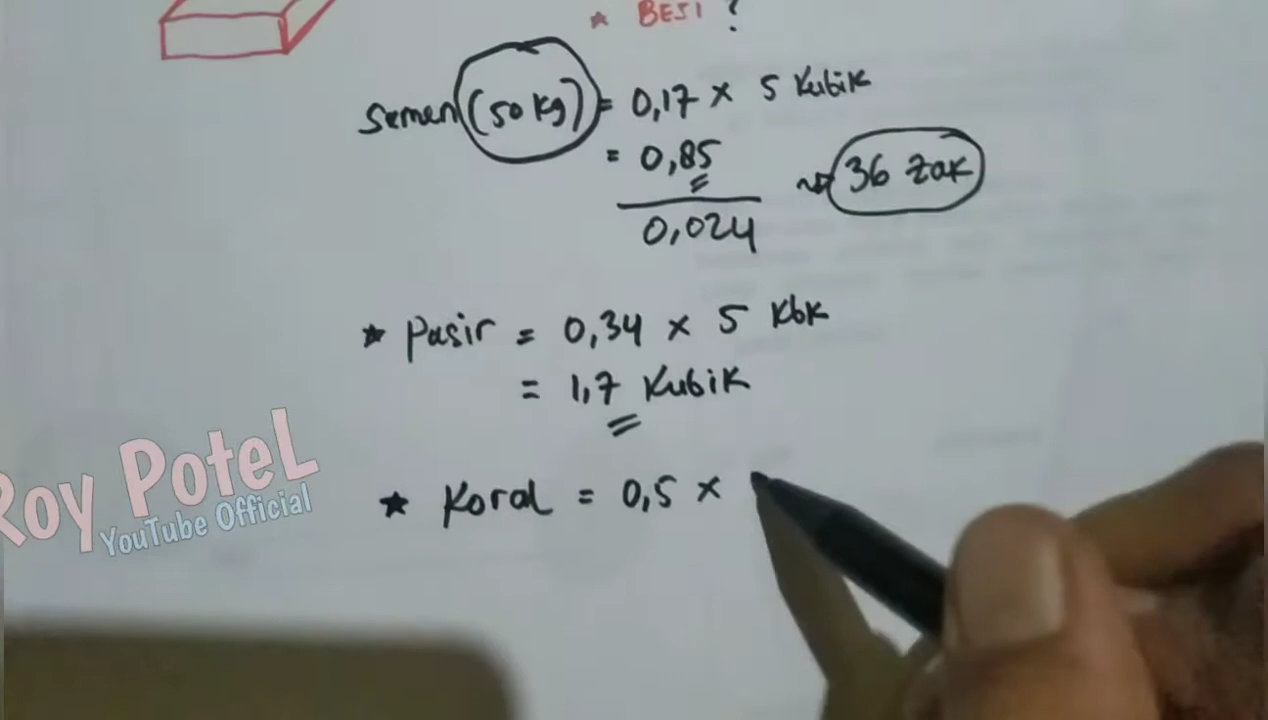 ★ BESI ?
Semen (50 Kg) = 0,17 × 5 Kubik
= 0,85
0,024
36 Zak
★ Pasir = 0,34 × 5 Kbk
= 1,7 Kubik
★ Koral = 0,5 ×
Roy PoteL
YouTube Official